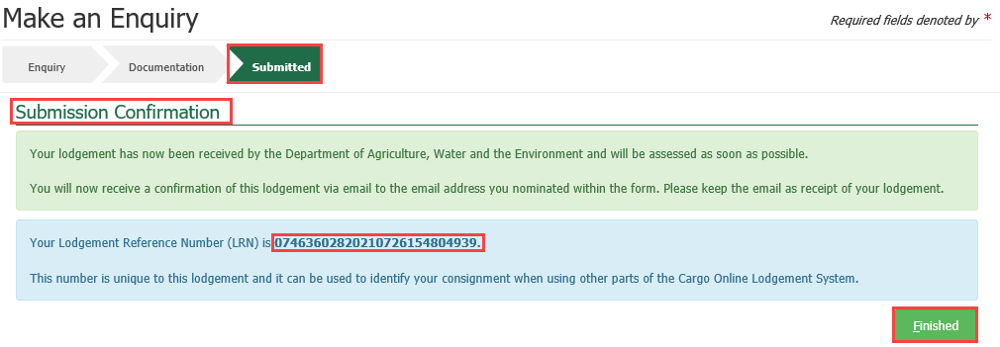 Make an Enquiry
Required fields denoted by *
Enquiry
Documentation
Submitted
Submission Confirmation
Your lodgement has now been received by the Department of Agriculture, Water and the Environment and will be assessed as soon as possible.
You will now receive a confirmation of this lodgement via email to the email address you nominated within the form. Please keep the email as receipt of your lodgement.
Your Lodgement Reference Number (LRN) is 07463602820210726154804939.
This number is unique to this lodgement and it can be used to identify your consignment when using other parts of the Cargo Online Lodgement System.
Finished